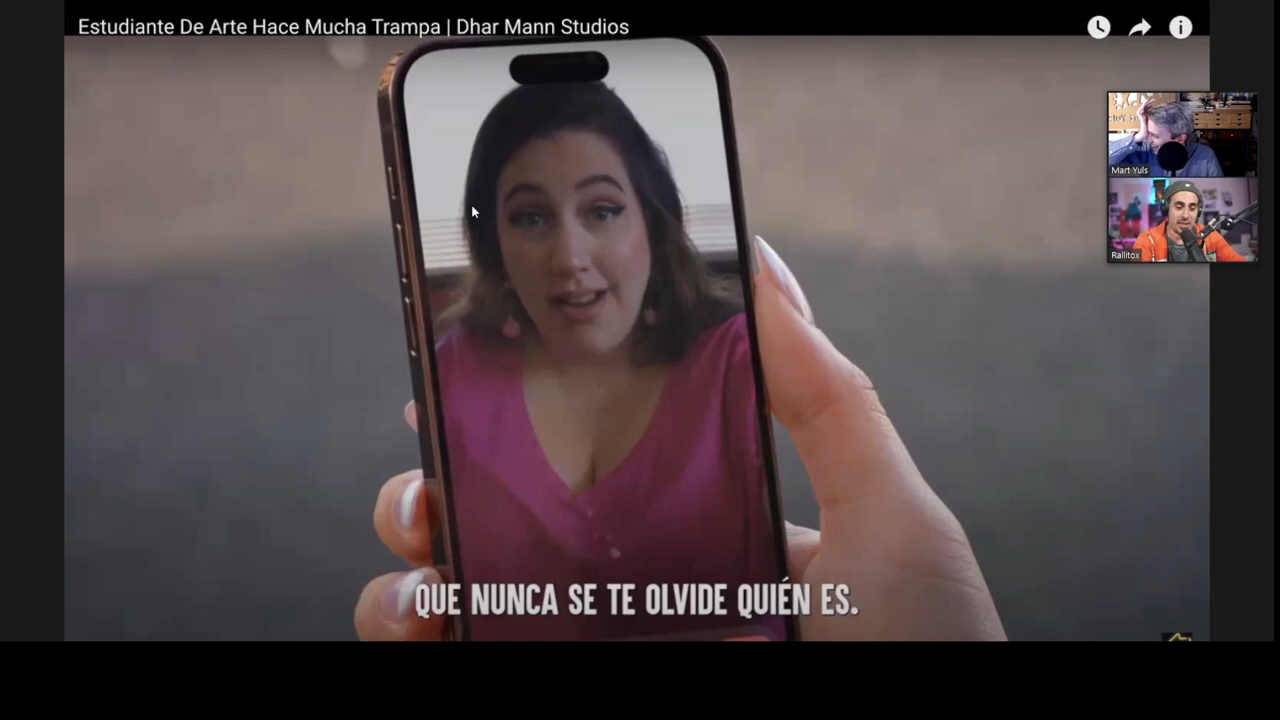 Estudiante De Arte Hace Mucha Trampa | Dhar Mann Studios
Mart Yuls
Rallitox
QUE NUNCA SE TE OLVIDE QUIÉN ES.